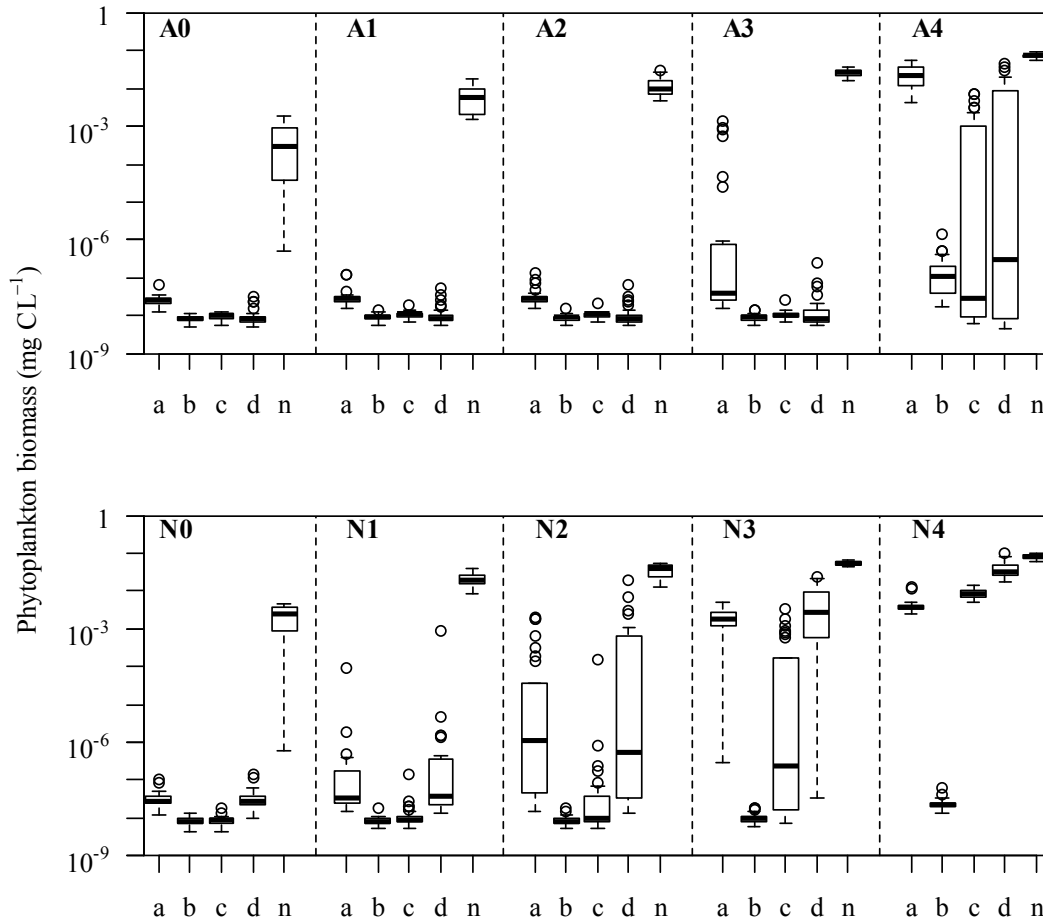 A0 A1 A2 A3 A4
1
10⁻³
10⁻⁶
10⁻⁹
a b c d n a b c d n a b c d n a b c d n a b c d n
Phytoplankton biomass (mg CL⁻¹)
N0 N1 N2 N3 N4
1
10⁻³
10⁻⁶
10⁻⁹
a b c d n a b c d n a b c d n a b c d n a b c d n